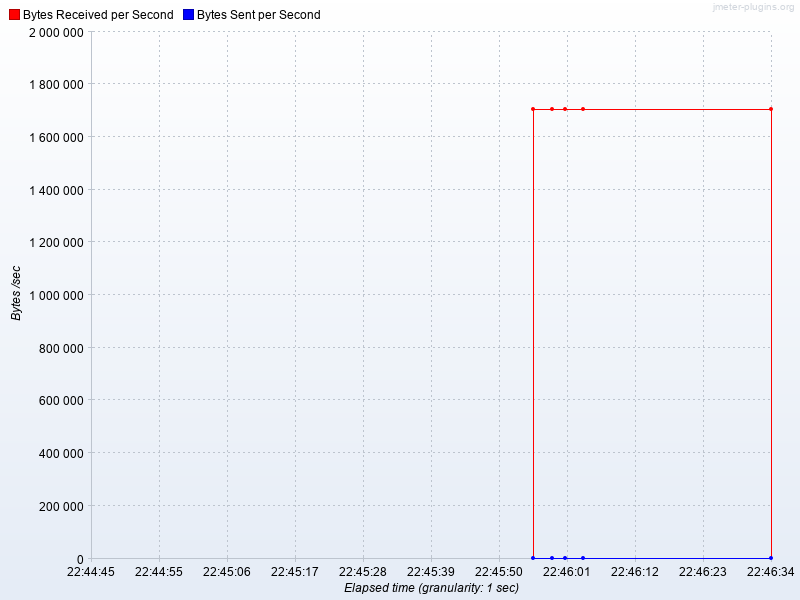 jmeter-plugins.org
Bytes Received per Second Bytes Sent per Second
2 000 000
1 800 000
1 600 000
1 400 000
1 200 000
1 000 000
800 000
600 000
400 000
200 000
0
Bytes /sec
22:44:45 22:44:55 22:45:06 22:45:17 22:45:28 22:45:39 22:45:50 22:46:01 22:46:12 22:46:23 22:46:34
Elapsed time (granularity: 1 sec)